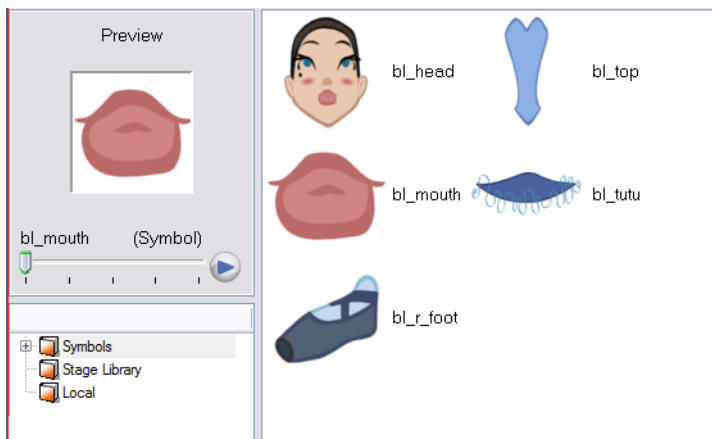 Preview
bl_mouth (Symbol)
Symbols
Stage Library
Local
bl_head
bl_top
bl_mouth
bl_tutu
bl_r_foot